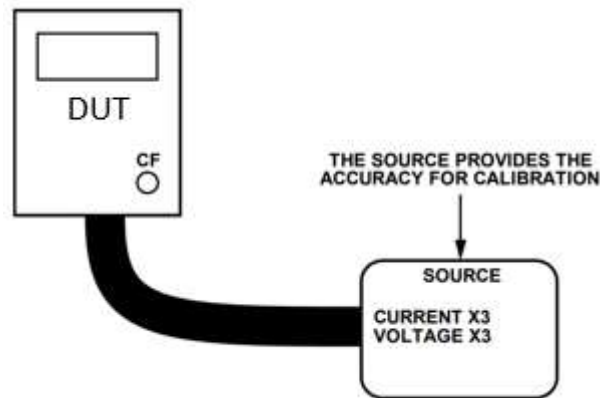 DUT
CF
THE SOURCE PROVIDES THE
ACCURACY FOR CALIBRATION
SOURCE
CURRENT X3
VOLTAGE X3